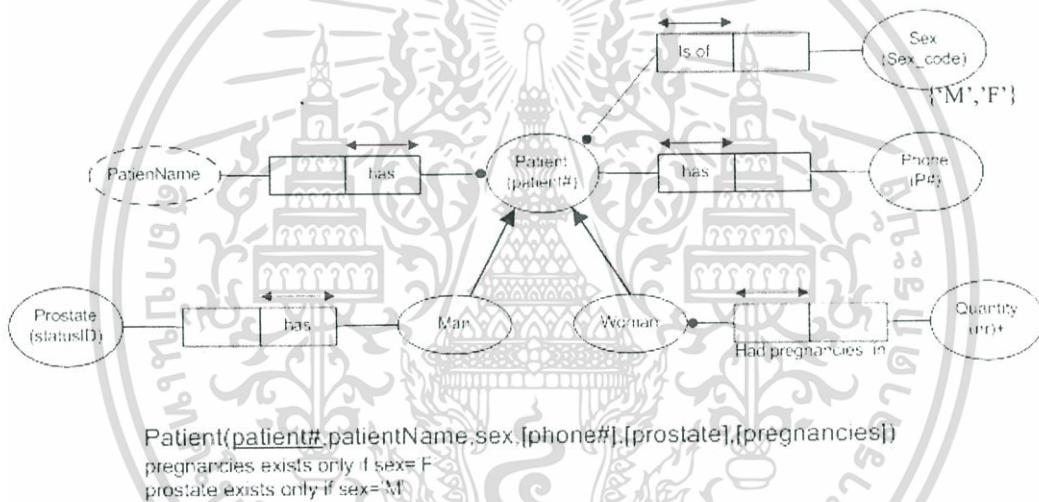 Sex
(Sex_code)
{'M','F'}
Is of
PatienName
has
Patient
(patient#)
has
Phone
(P#)
Prostate
(statusID)
has
Man
Woman
Had pregnancies in
Quantity
(nr)+
Patient(patient#,patientName,sex,[phone#],[prostate],[pregnancies])
pregnancies exists only if sex='F'
prostate exists only if sex='M'